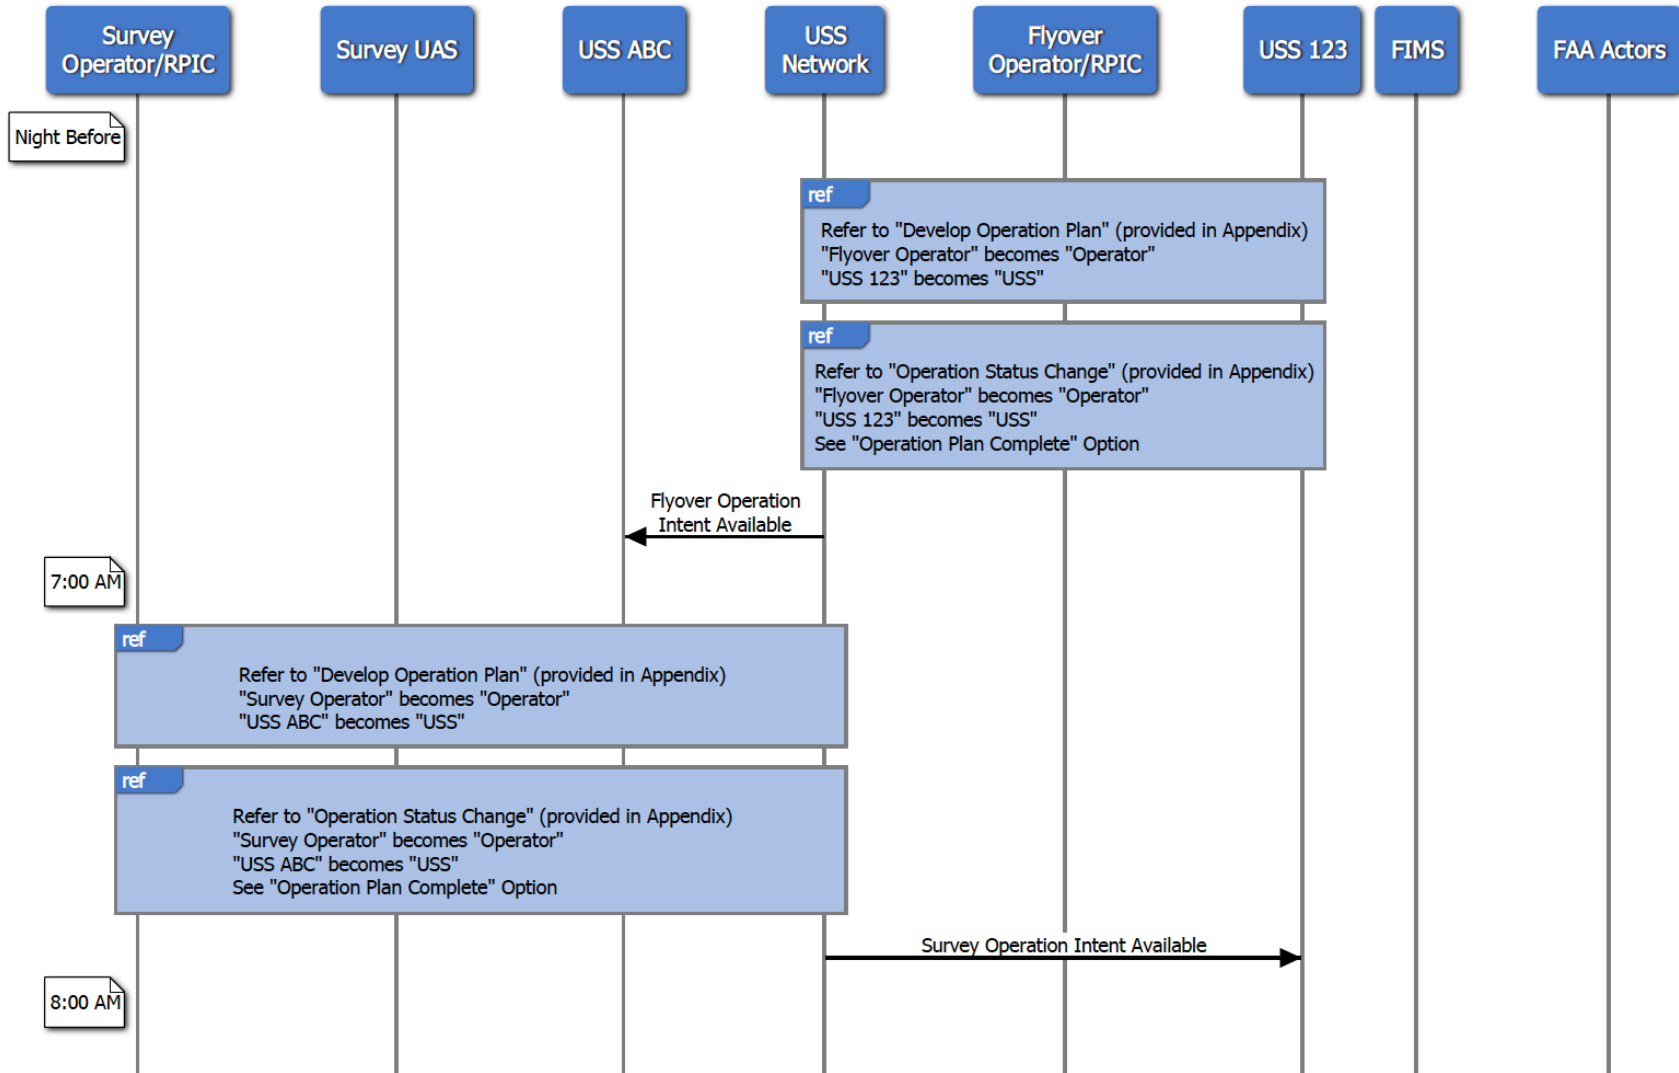 Survey
Operator/RPIC
Survey UAS
USS ABC
USS
Network
Flyover
Operator/RPIC
USS 123
FIMS
FAA Actors
Night Before
ref
Refer to "Develop Operation Plan" (provided in Appendix)
"Flyover Operator" becomes "Operator"
"USS 123" becomes "USS"
ref
Refer to "Operation Status Change" (provided in Appendix)
"Flyover Operator" becomes "Operator"
"USS 123" becomes "USS"
See "Operation Plan Complete" Option
Flyover Operation
Intent Available
7:00 AM
ref
Refer to "Develop Operation Plan" (provided in Appendix)
"Survey Operator" becomes "Operator"
"USS ABC" becomes "USS"
ref
Refer to "Operation Status Change" (provided in Appendix)
"Survey Operator" becomes "Operator"
"USS ABC" becomes "USS"
See "Operation Plan Complete" Option
Survey Operation Intent Available
8:00 AM